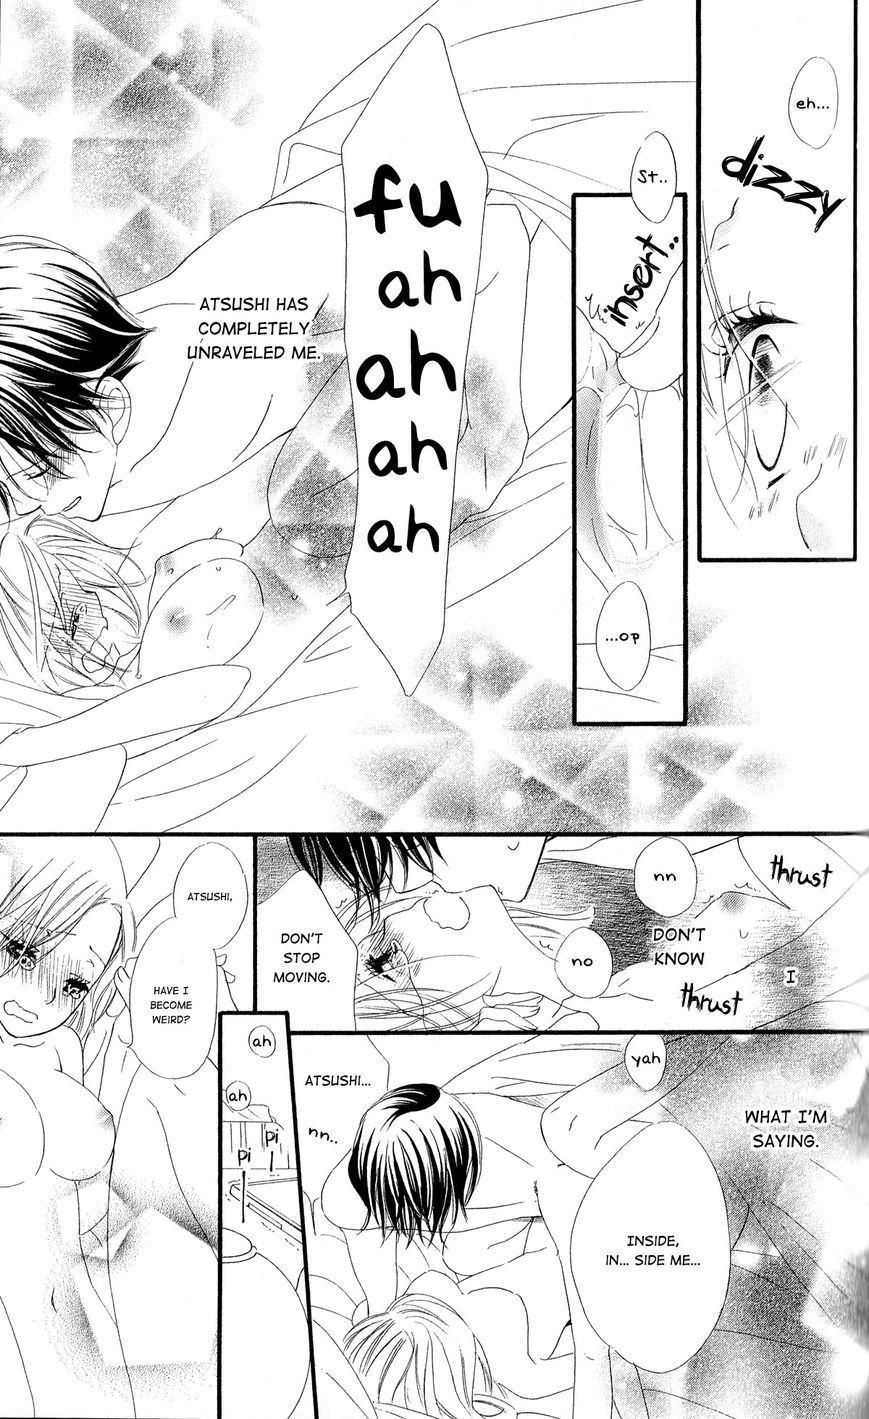 eh...
dizzy
St..
insert..
...op
fu
ah
ah
ah
ah
ATSUSHI HAS
COMPLETELY
UNRAVELED ME.
thrust
nn
I
DON'T
KNOW
thrust
no
DON'T
STOP
MOVING.
WHAT I'M
SAYING.
yah
INSIDE,
IN... SIDE ME...
ATSUSHI...
nn..
ah
ah
pi
pi
ATSUSHI,
HAVE I
BECOME
WEIRD?